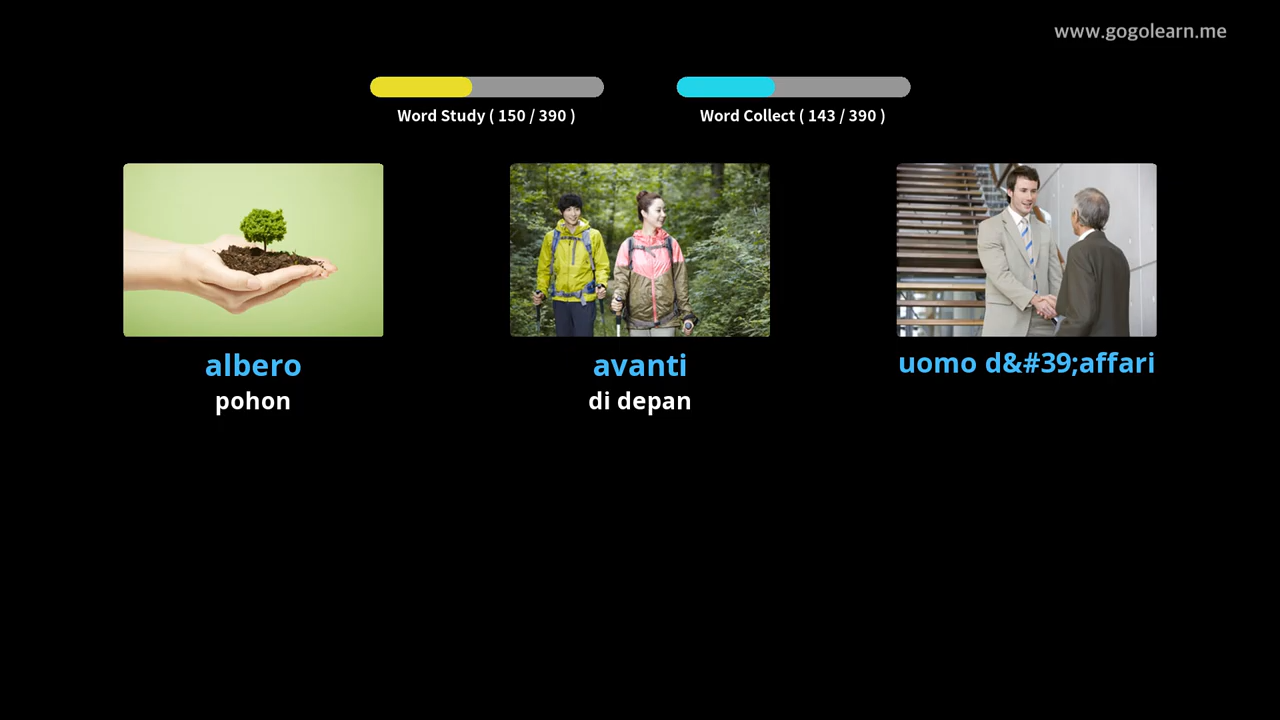 www.gogolearn.me
Word Study ( 150 / 390 )
Word Collect ( 143 / 390 )
albero
pohon
avanti
di depan
uomo d&#39;affari